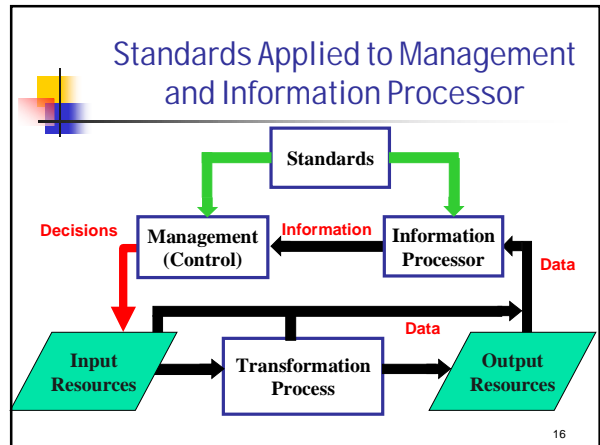 Standards Applied to Management
and Information Processor
Standards
Decisions
Management
(Control)
Information
Information
Processor
Data
Data
Input
Resources
Transformation
Process
Output
Resources
16